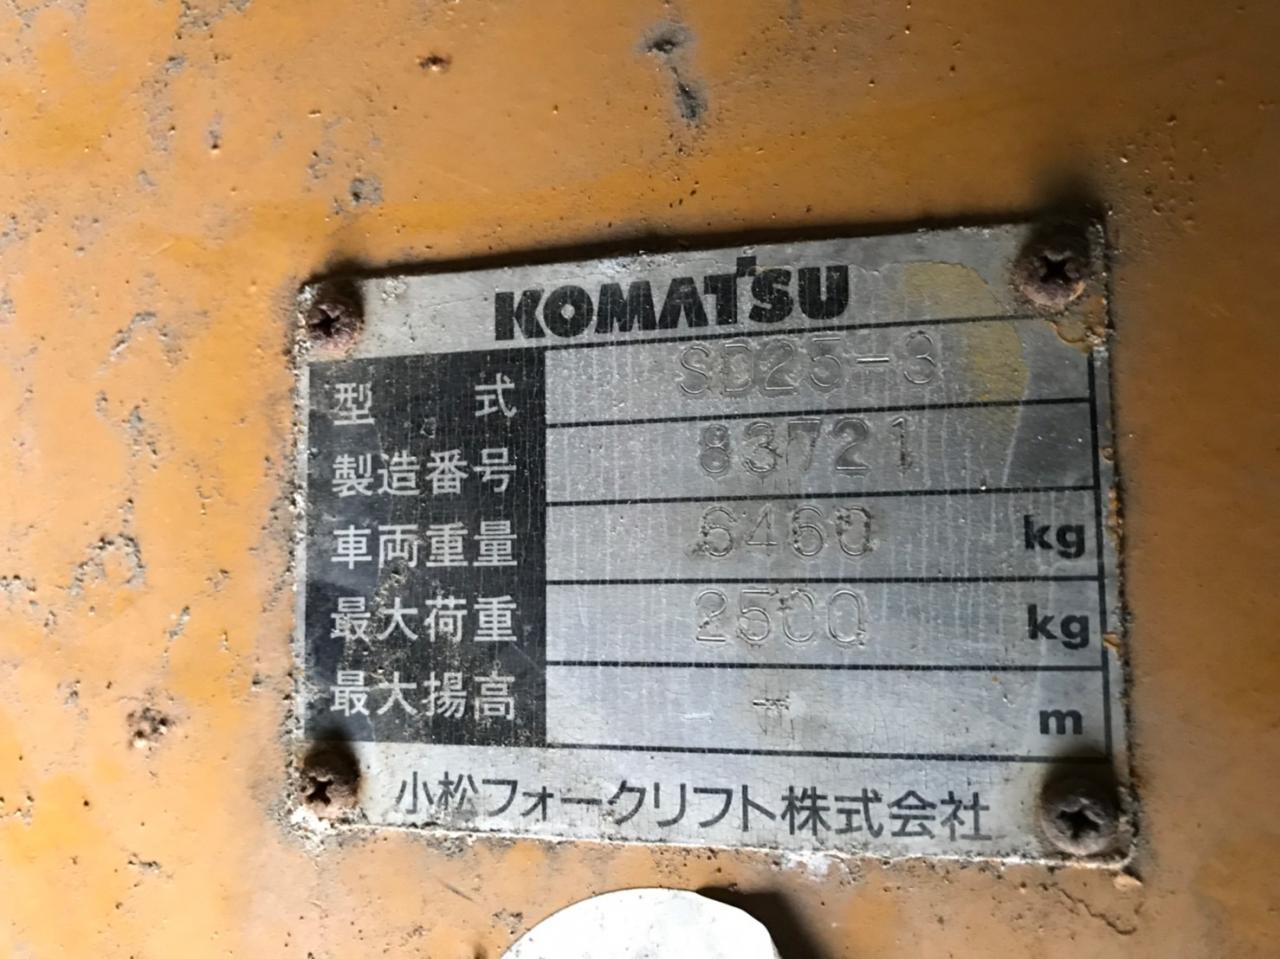 KOMATSU
型式 SD25-3
製造番号 83721
車両重量 6460 kg
最大荷重 2500 kg
最大揚高 m
小松フォークリフト株式会社